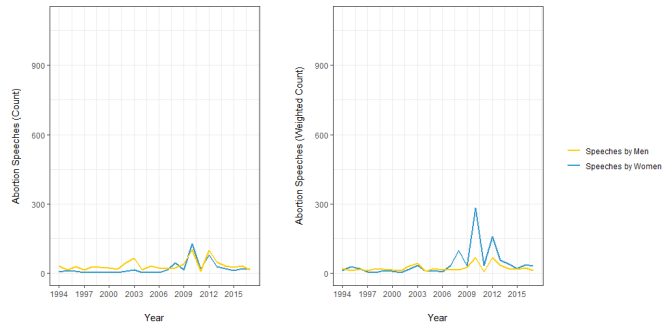 Abortion Speeches (Count)
900
600
300
0
1994 1997 2000 2003 2006 2009 2012 2015
Year
Abortion Speeches (Weighted Count)
900
600
300
0
1994 1997 2000 2003 2006 2009 2012 2015
Year
Speeches by Men
Speeches by Women